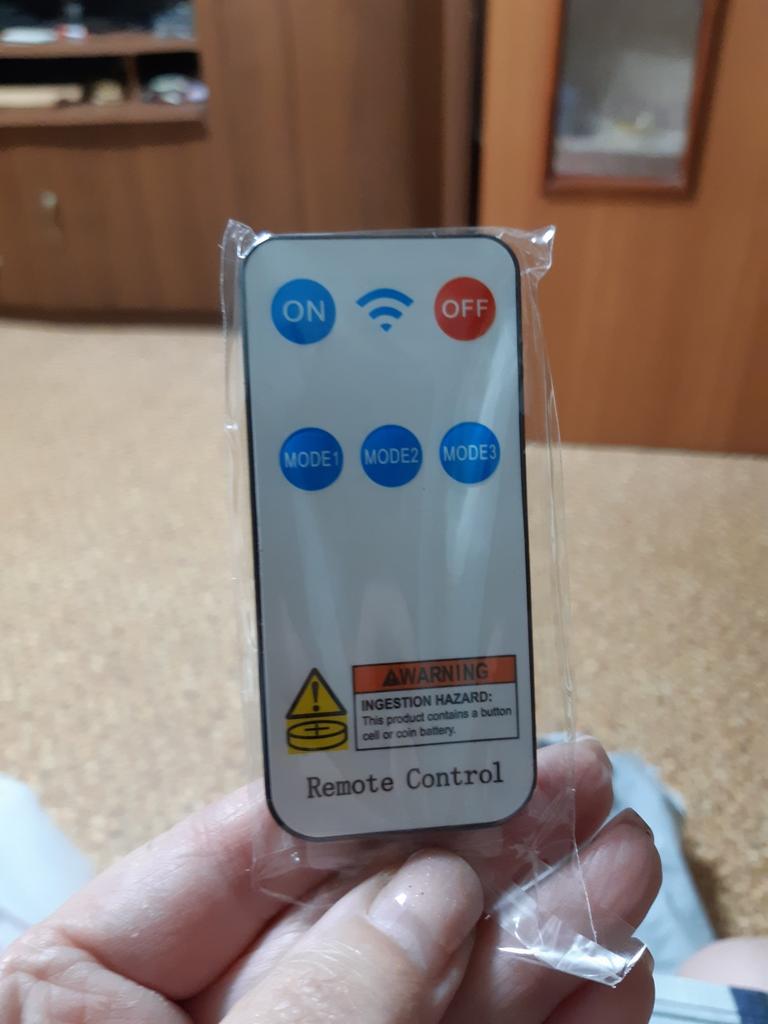 ON OFF
MODE1 MODE2 MODE3
WARNING
INGESTION HAZARD:
This product contains a button
cell or coin battery.
Remote Control